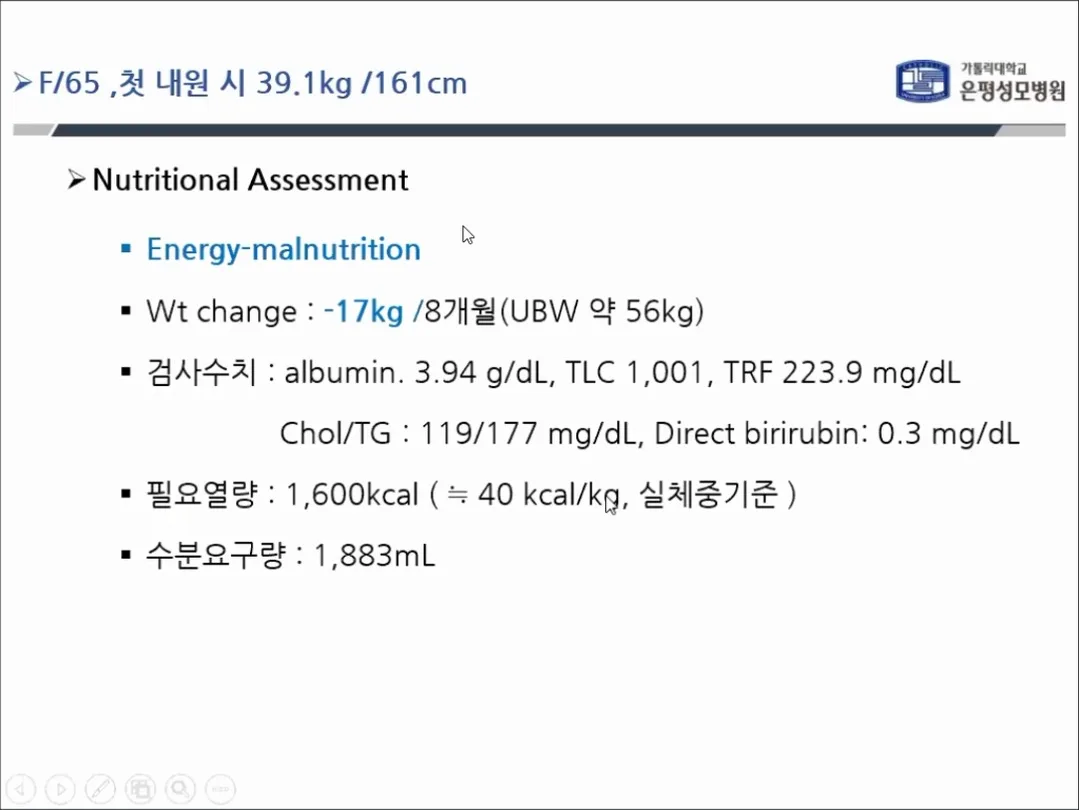 F/65 ,첫 내원 시 39.1kg /161cm
가톨릭대학교
은평성모병원
Nutritional Assessment
Energy-malnutrition
Wt change : -17kg /8개월(UBW 약 56kg)
검사수치 : albumin. 3.94 g/dL, TLC 1,001, TRF 223.9 mg/dL
Chol/TG : 119/177 mg/dL, Direct birirubin: 0.3 mg/dL
필요열량 : 1,600kcal ( ≒ 40 kcal/kg, 실체중기준 )
수분요구량 : 1,883mL